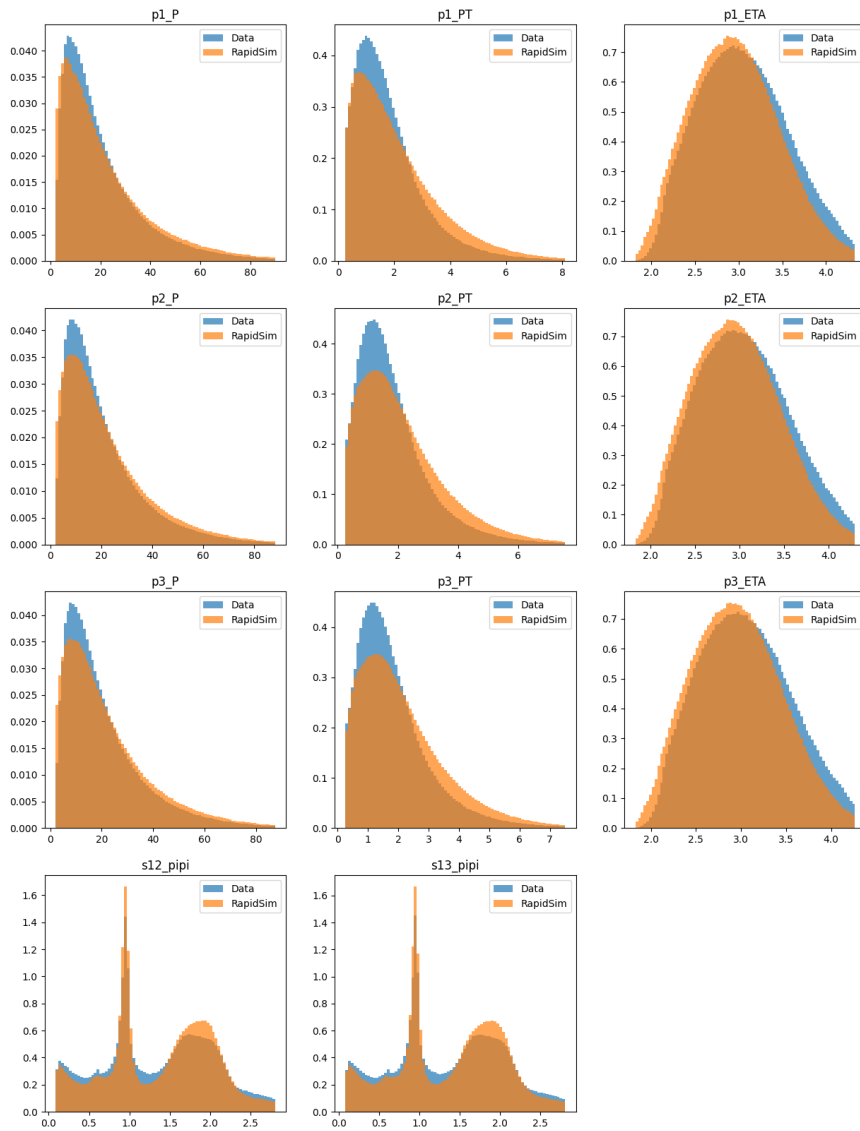 p1_P
p1_PT
p1_ETA
Data
RapidSim
Data
RapidSim
Data
RapidSim
0.040
0.035
0.030
0.025
0.020
0.015
0.010
0.005
0.000
0 20 40 60 80
0.4
0.3
0.2
0.1
0.0
0 2 4 6 8
0.7
0.6
0.5
0.4
0.3
0.2
0.1
0.0
2.0 2.5 3.0 3.5 4.0
p2_P
p2_PT
p2_ETA
Data
RapidSim
Data
RapidSim
Data
RapidSim
0.040
0.035
0.030
0.025
0.020
0.015
0.010
0.005
0.000
0 20 40 60 80
0.4
0.3
0.2
0.1
0.0
0 2 4 6
0.7
0.6
0.5
0.4
0.3
0.2
0.1
0.0
2.0 2.5 3.0 3.5 4.0
p3_P
p3_PT
p3_ETA
Data
RapidSim
Data
RapidSim
Data
RapidSim
0.040
0.035
0.030
0.025
0.020
0.015
0.010
0.005
0.000
0 20 40 60 80
0.4
0.3
0.2
0.1
0.0
0 1 2 3 4 5 6 7
0.7
0.6
0.5
0.4
0.3
0.2
0.1
0.0
2.0 2.5 3.0 3.5 4.0
s12_pipi
s13_pipi
Data
RapidSim
Data
RapidSim
1.6
1.4
1.2
1.0
0.8
0.6
0.4
0.2
0.0
0.0 0.5 1.0 1.5 2.0 2.5
1.6
1.4
1.2
1.0
0.8
0.6
0.4
0.2
0.0
0.0 0.5 1.0 1.5 2.0 2.5